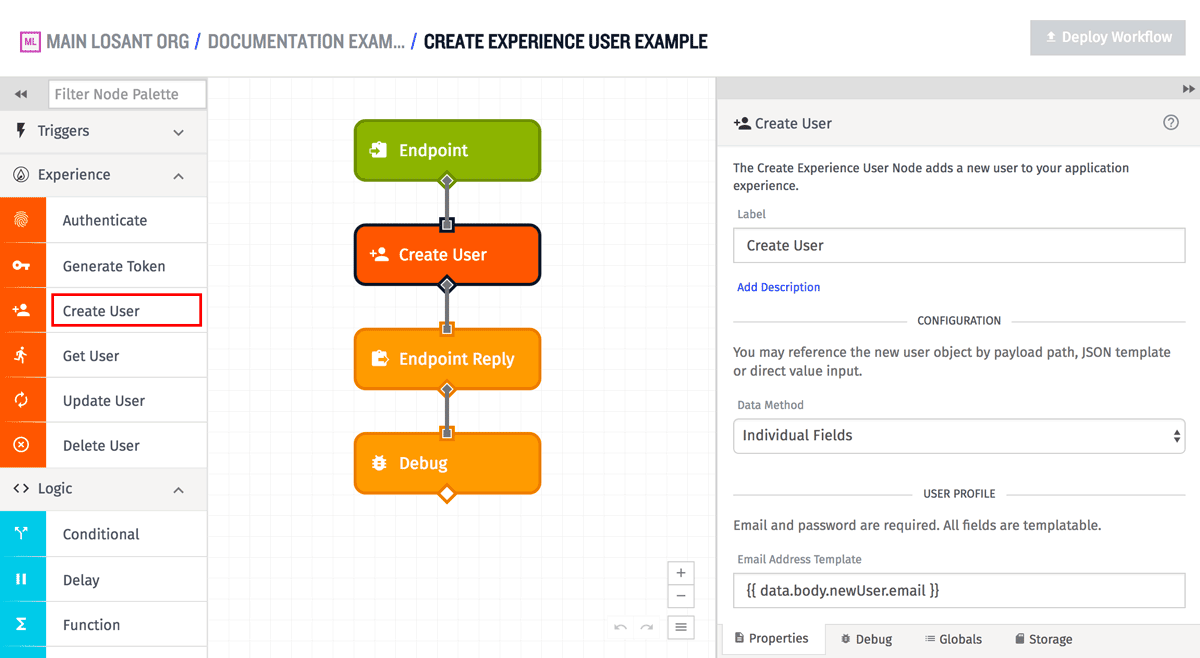 ML MAIN LOSANT ORG / DOCUMENTATION EXAM... / CREATE EXPERIENCE USER EXAMPLE
Deploy Workflow
Filter Node Palette
Triggers
Experience
Authenticate
Generate Token
Create User
Get User
Update User
Delete User
Logic
Conditional
Delay
Function
Endpoint
Create User
Endpoint Reply
Debug
Create User
The Create Experience User Node adds a new user to your application
experience.
Label
Create User
Add Description
CONFIGURATION
You may reference the new user object by payload path, JSON template
or direct value input.
Data Method
Individual Fields
USER PROFILE
Email and password are required. All fields are templatable.
Email Address Template
{{ data.body.newUser.email }}
Properties
Debug
Globals
Storage